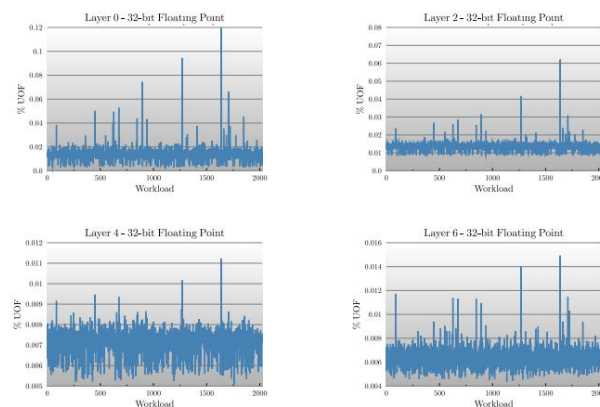 Layer 0 - 32-bit Floating Point
0.12
0.1
0.08
0.06
0.04
0.02
0.0
% UOF
0 500 1000 1500 2000
Workload
Layer 2 - 32-bit Floating Point
0.08
0.07
0.06
0.05
0.04
0.03
0.02
0.01
0.0
% UOF
0 500 1000 1500 2000
Workload
Layer 4 - 32-bit Floating Point
0.012
0.011
0.01
0.009
0.008
0.007
0.006
0.005
% UOF
0 500 1000 1500 2000
Workload
Layer 6 - 32-bit Floating Point
0.016
0.014
0.012
0.01
0.008
0.006
0.004
% UOF
0 500 1000 1500 2000
Workload